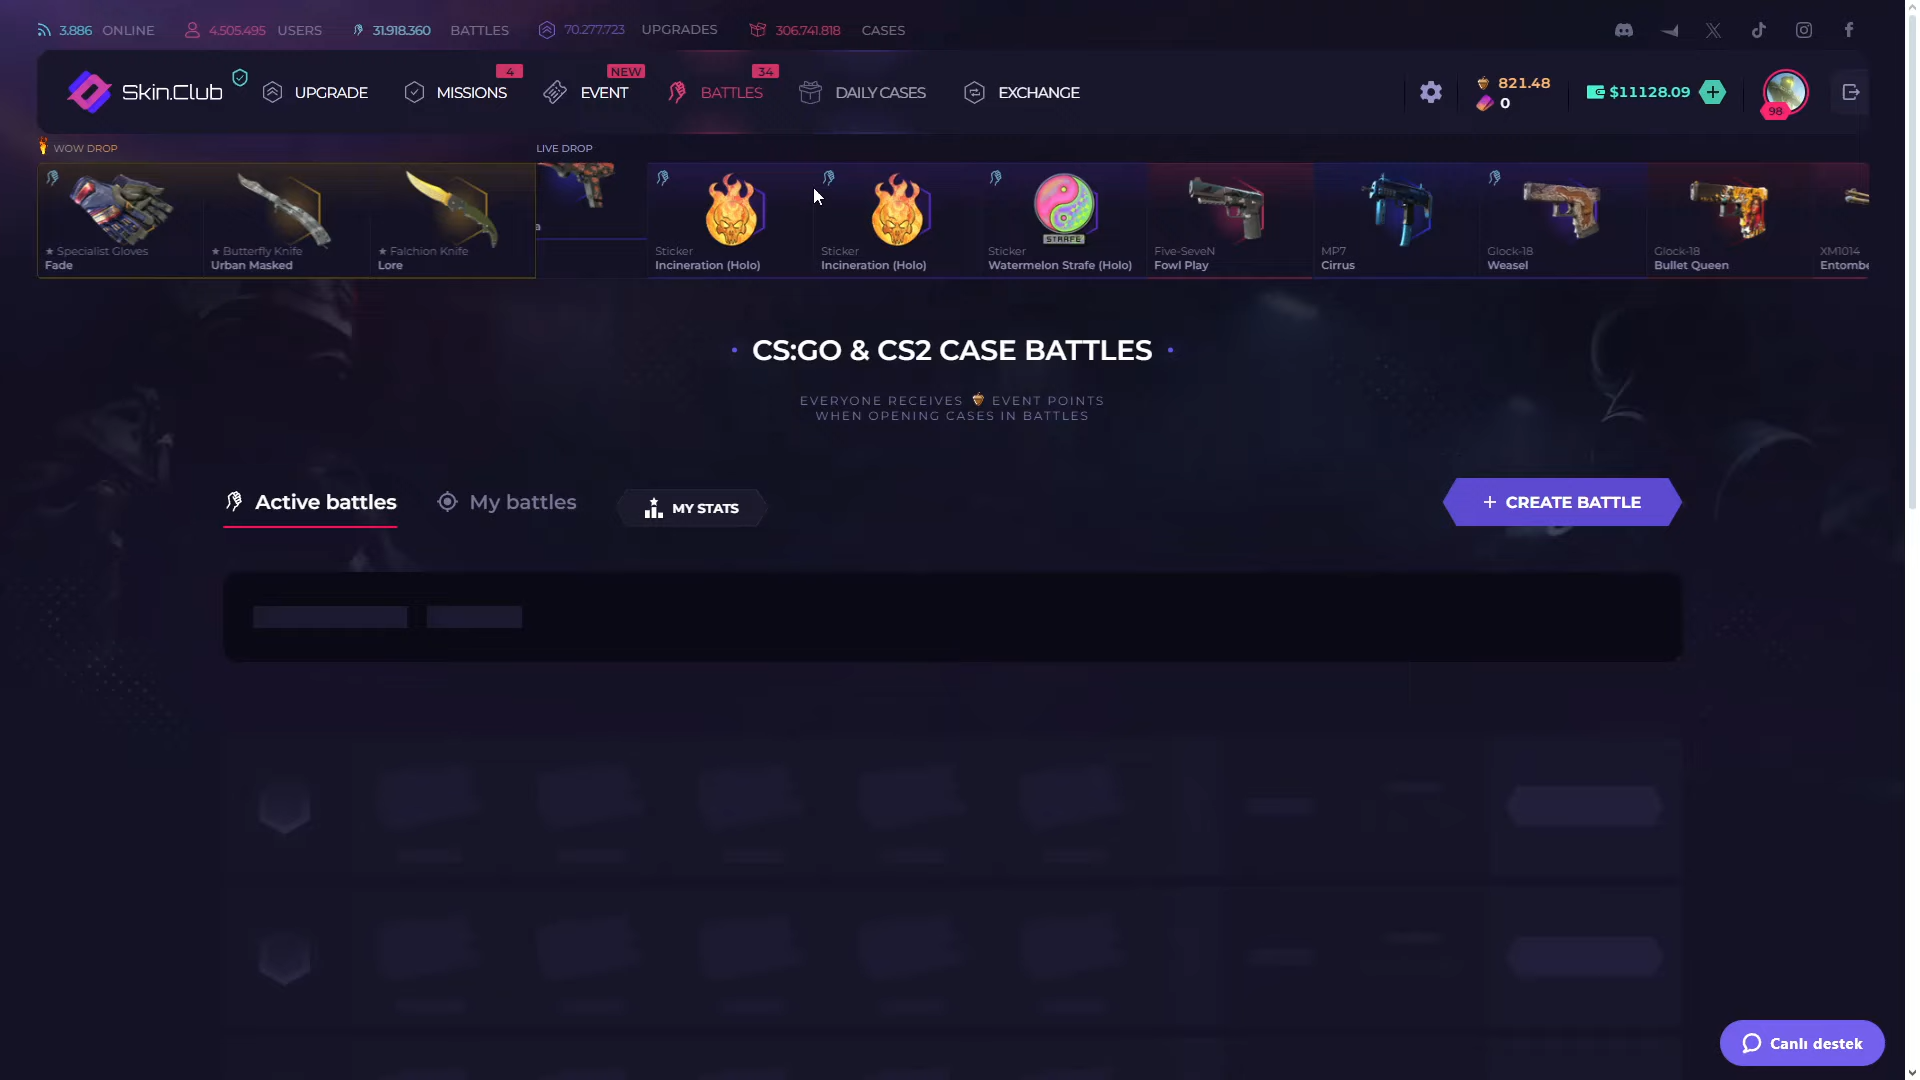 3.886 ONLINE 4.505.495 USERS 31.918.360 BATTLES 70.277.723 UPGRADES 306.741.818 CASES
Skin.Club UPGRADE MISSIONS 4 EVENT NEW BATTLES 34 DAILY CASES EXCHANGE 821.48 0 $11128.09 98
WOW DROP LIVE DROP
★ Specialist Gloves
Fade
★ Butterfly Knife
Urban Masked
★ Falchion Knife
Lore
a
Sticker
Incineration (Holo)
Sticker
Incineration (Holo)
STRAFE
Sticker
Watermelon Strafe (Holo)
Five-SeveN
Fowl Play
MP7
Cirrus
Glock-18
Weasel
Glock-18
Bullet Queen
XM1014
Entombe
CS:GO & CS2 CASE BATTLES
EVERYONE RECEIVES EVENT POINTS
WHEN OPENING CASES IN BATTLES
Active battles My battles MY STATS + CREATE BATTLE
Canlı destek